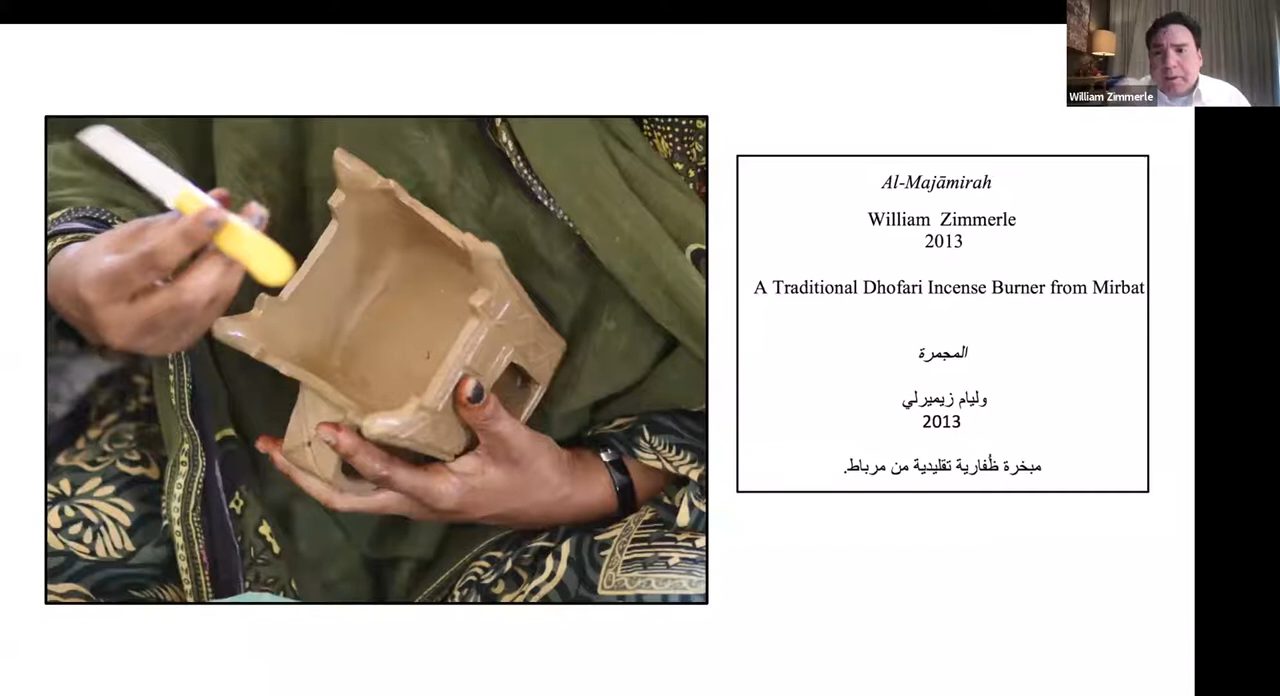 William Zimmerle
Al-Majāmirah
William Zimmerle
2013
A Traditional Dhofari Incense Burner from Mirbat
المجمرة
وليام زيميرلي
2013
مبخرة ظُفارية تقليدية من مرباط.